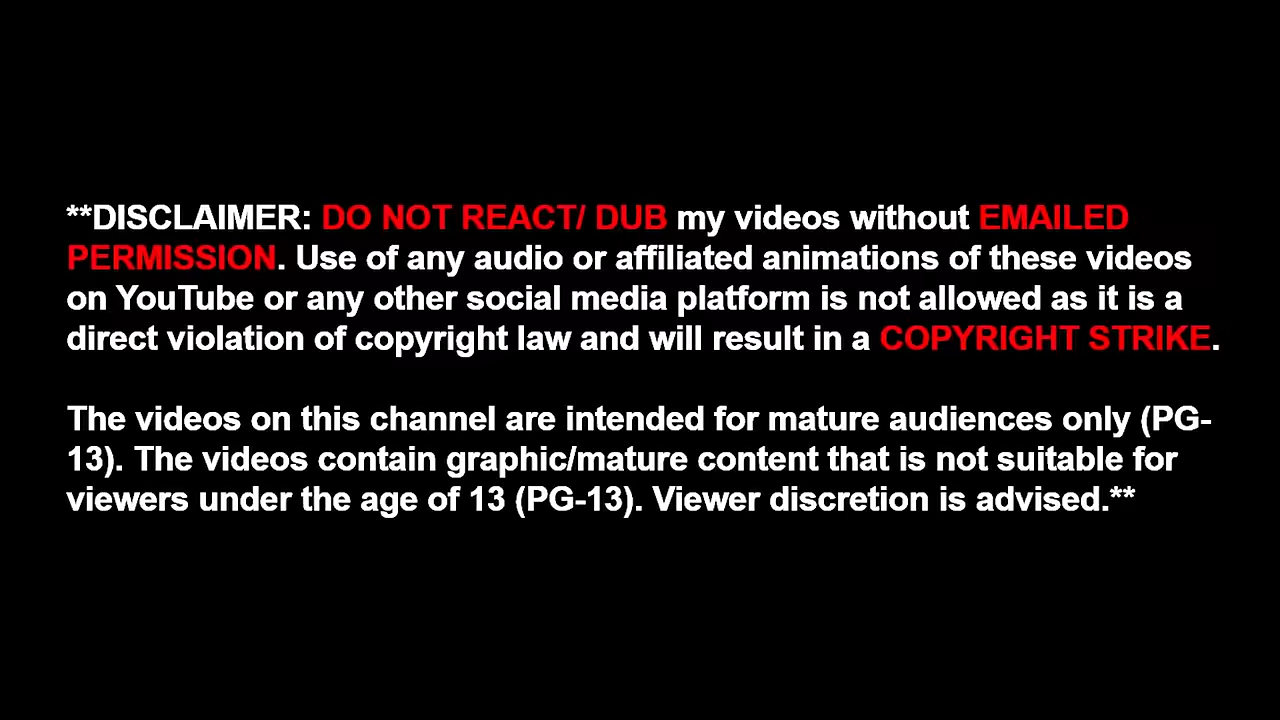 **DISCLAIMER: DO NOT REACT/ DUB my videos without EMAILED
PERMISSION. Use of any audio or affiliated animations of these videos
on YouTube or any other social media platform is not allowed as it is a
direct violation of copyright law and will result in a COPYRIGHT STRIKE.
The videos on this channel are intended for mature audiences only (PG-
13). The videos contain graphic/mature content that is not suitable for
viewers under the age of 13 (PG-13). Viewer discretion is advised.**